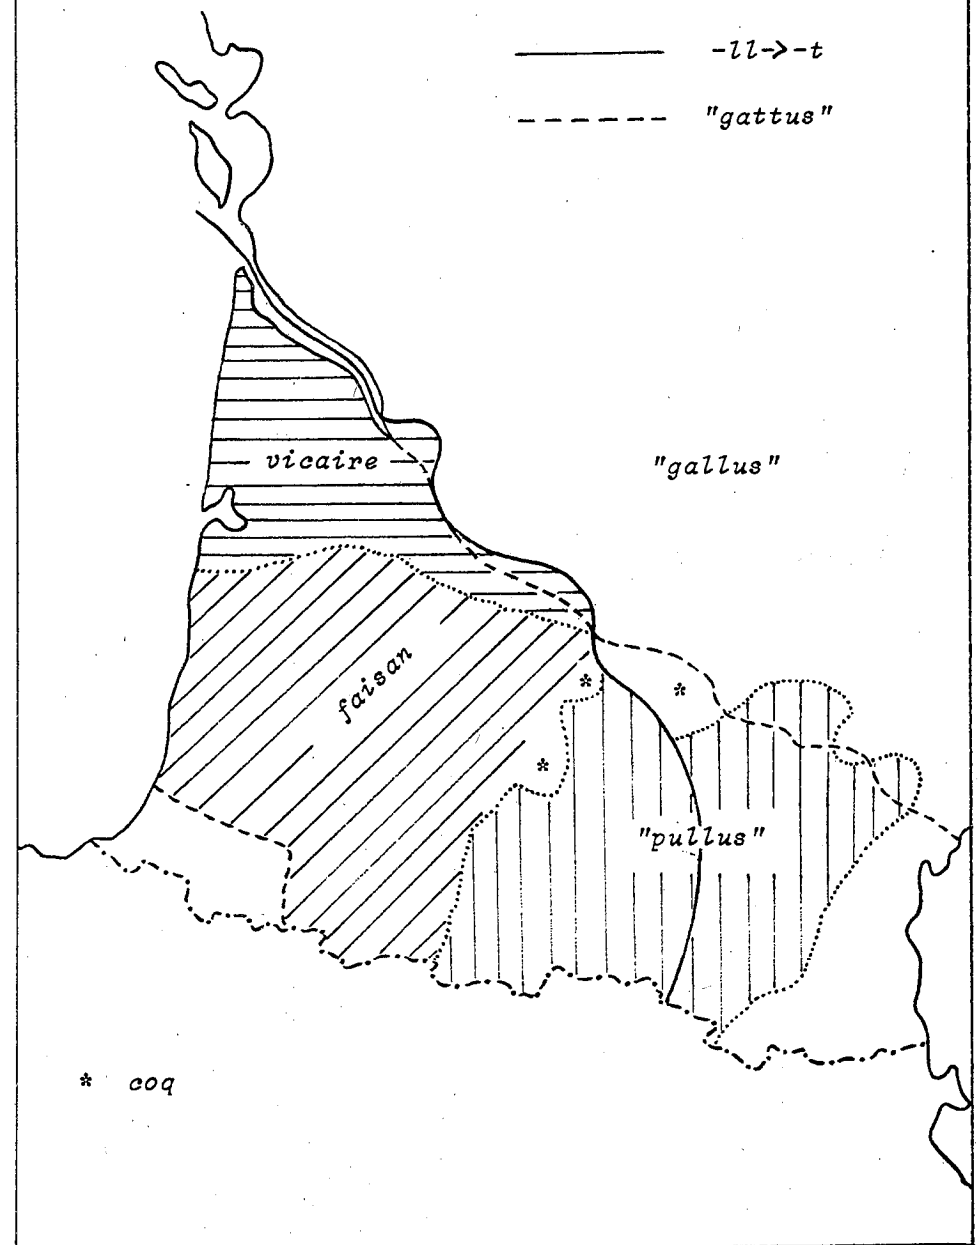 -ll->-t
"gattus"
vicaire
"gallus"
faisan
*
*
*
"pullus"
* coq